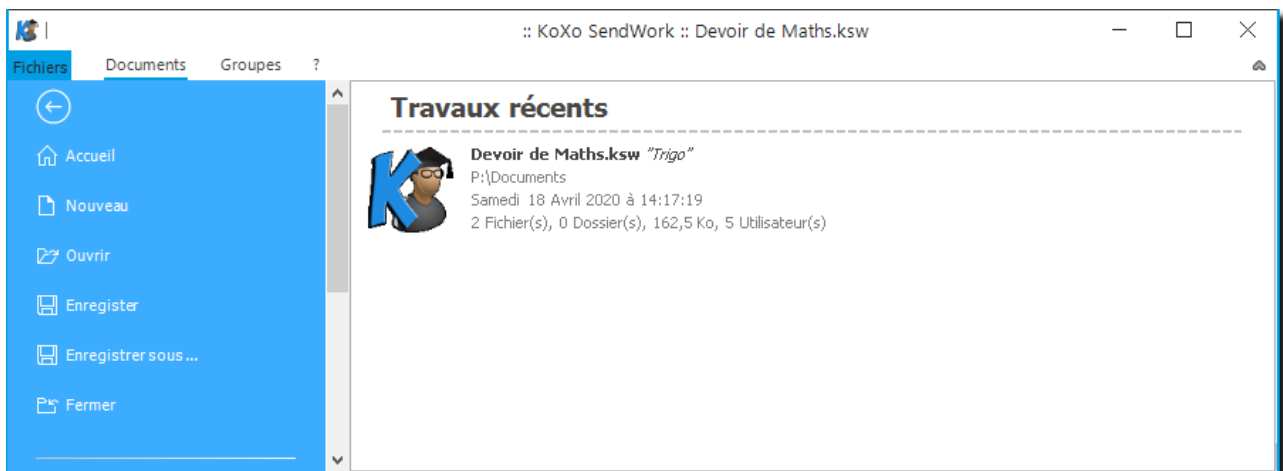 :: KoXo SendWork :: Devoir de Maths.ksw
Fichiers Documents Groupes ?
Accueil
Nouveau
Ouvrir
Enregister
Enregistrer sous...
Fermer
Travaux récents
Devoir de Maths.ksw "Trigo"
P:\Documents
Samedi 18 Avril 2020 à 14:17:19
2 Fichier(s), 0 Dossier(s), 162,5 Ko, 5 Utilisateur(s)